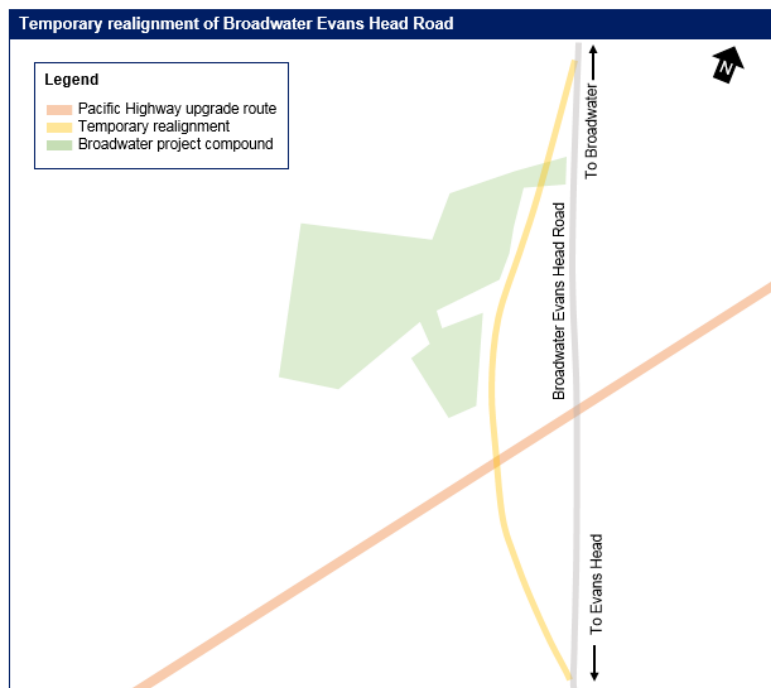 Temporary realignment of Broadwater Evans Head Road
N
Legend
Pacific Highway upgrade route
Temporary realignment
Broadwater project compound
To Broadwater
Broadwater Evans Head Road
To Evans Head